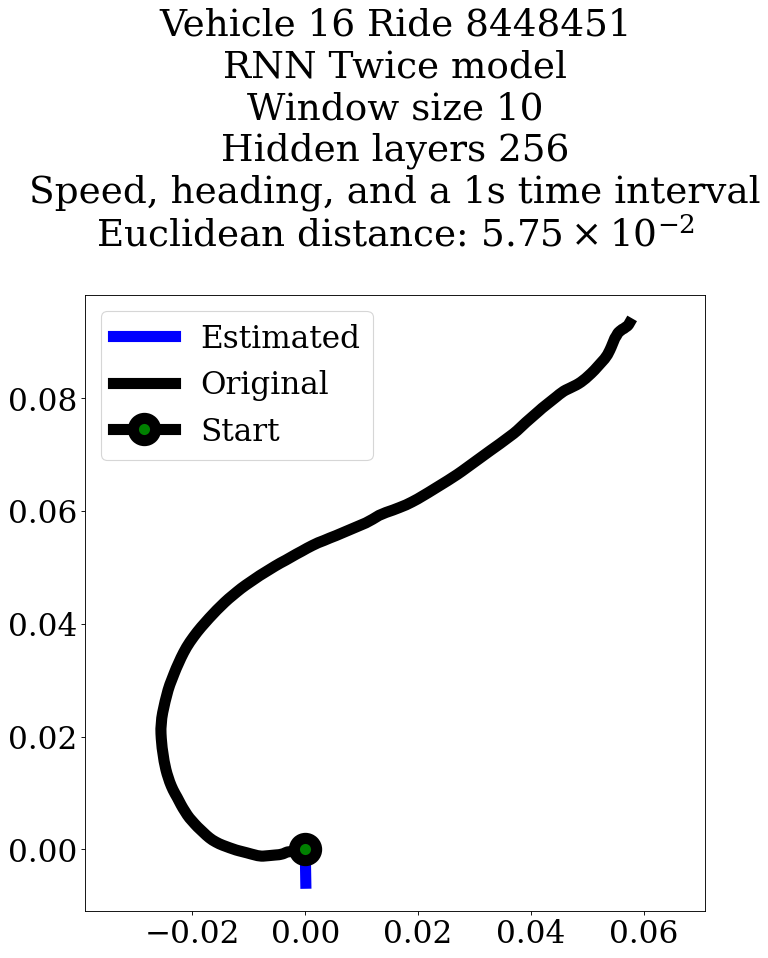 Vehicle 16 Ride 8448451
RNN Twice model
Window size 10
Hidden layers 256
Speed, heading, and a 1s time interval
Euclidean distance: 5.75 × 10⁻²
Estimated
Original
Start
0.08
0.06
0.04
0.02
0.00
−0.02 0.00 0.02 0.04 0.06